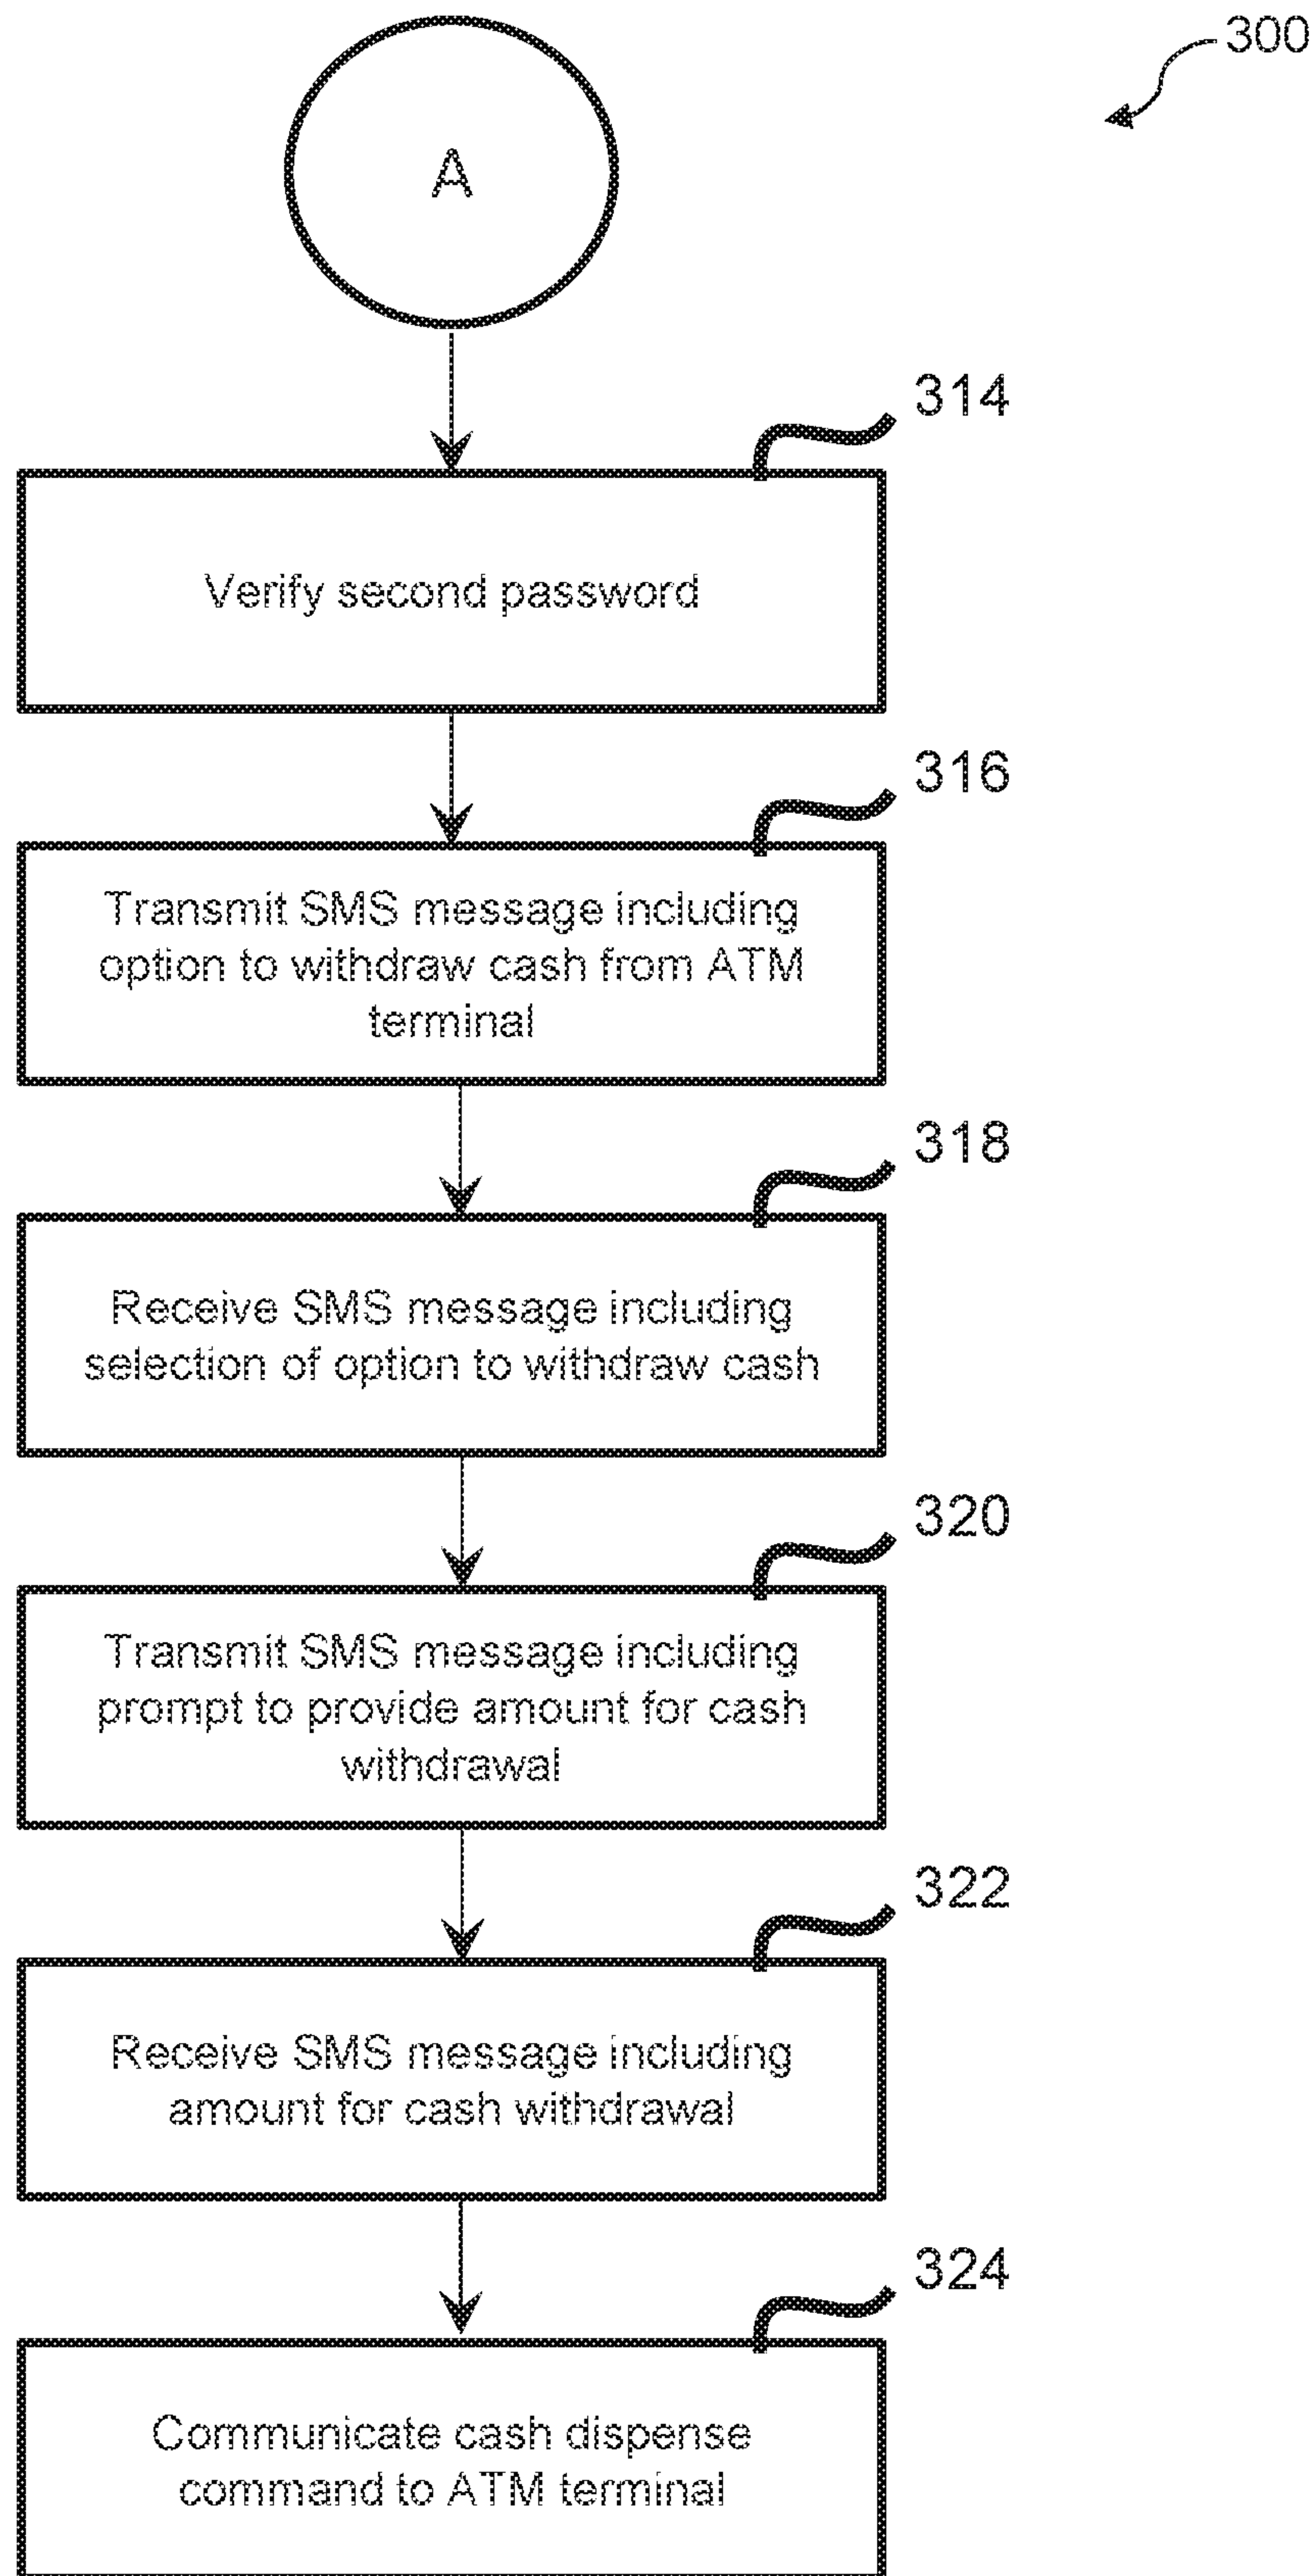 300
A
314
Verify second password
316
Transmit SMS message including
option to withdraw cash from ATM
terminal
318
Receive SMS message including
selection of option to withdraw cash
320
Transmit SMS message including
prompt to provide amount for cash
withdrawal
322
Receive SMS message including
amount for cash withdrawal
324
Communicate cash dispense
command to ATM terminal